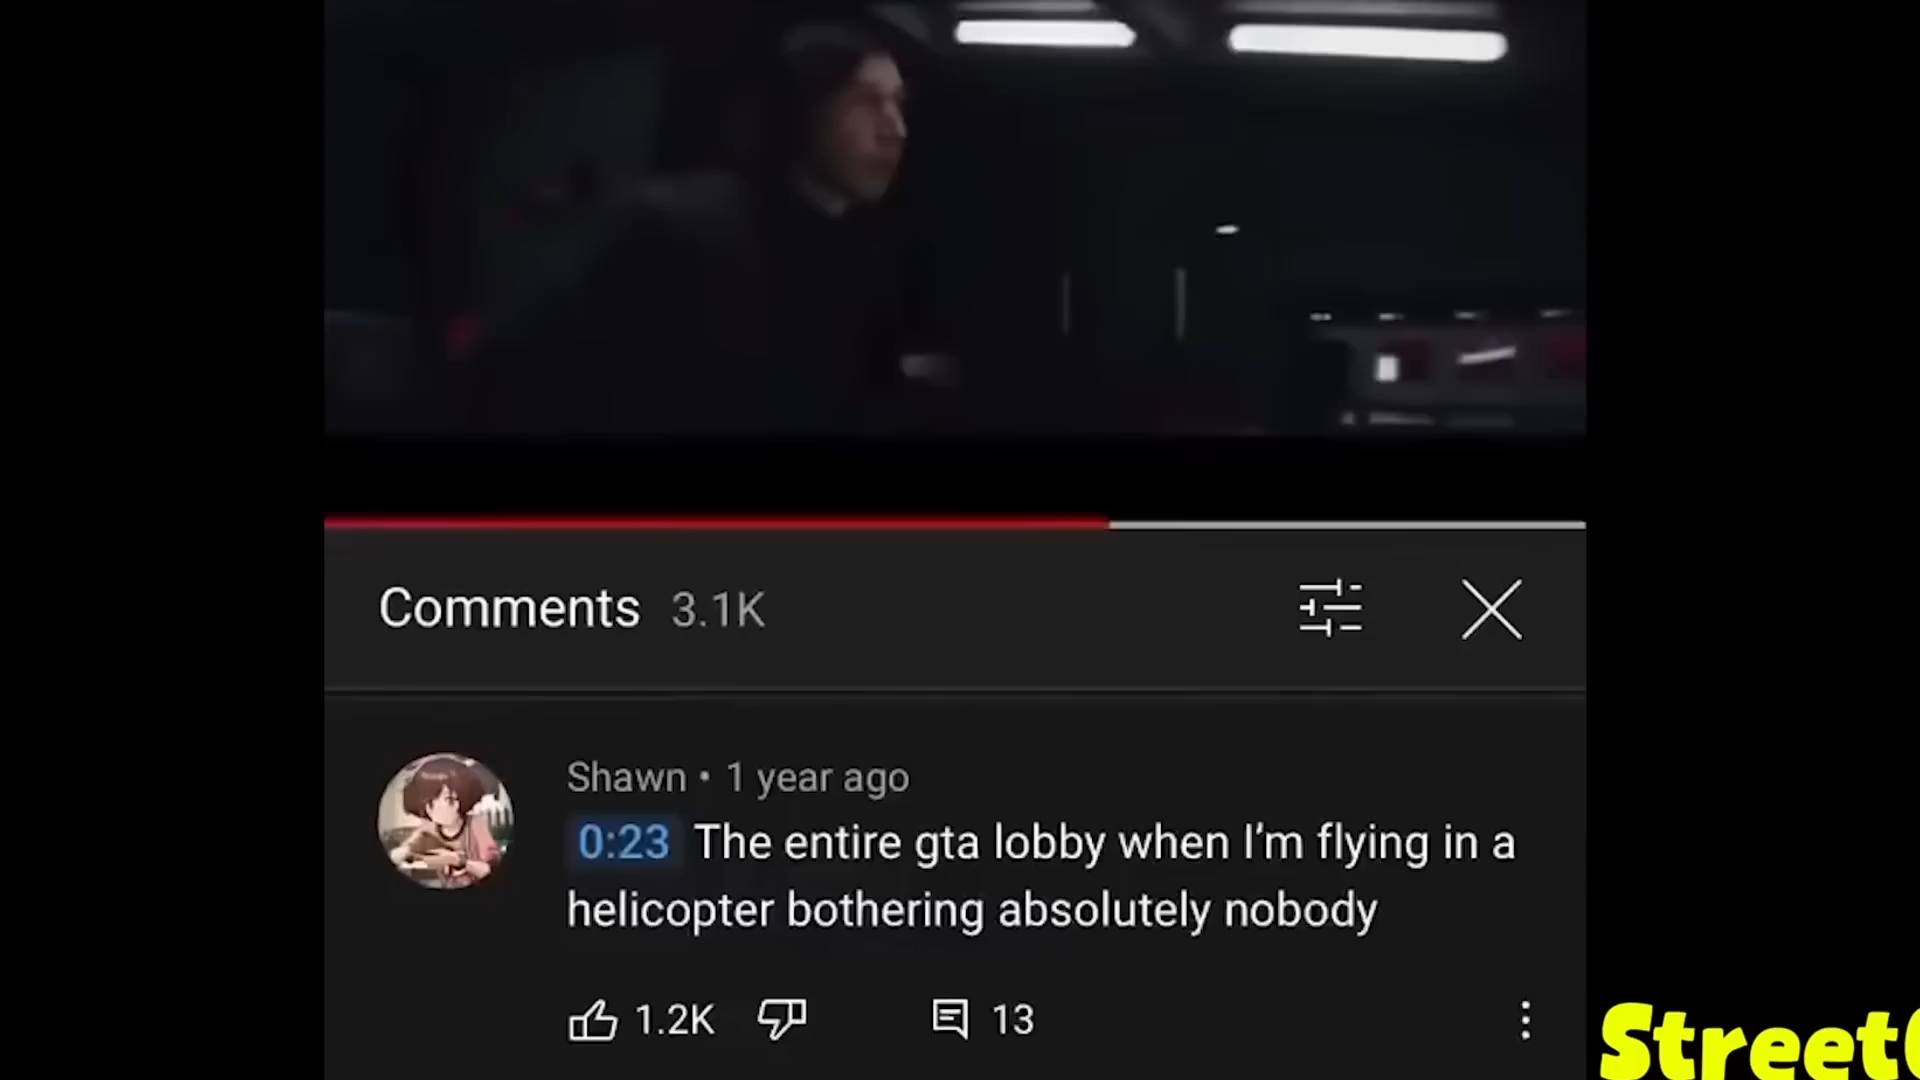 Comments 3.1K
Shawn • 1 year ago
0:23 The entire gta lobby when I'm flying in a
helicopter bothering absolutely nobody
1.2K 13
Street